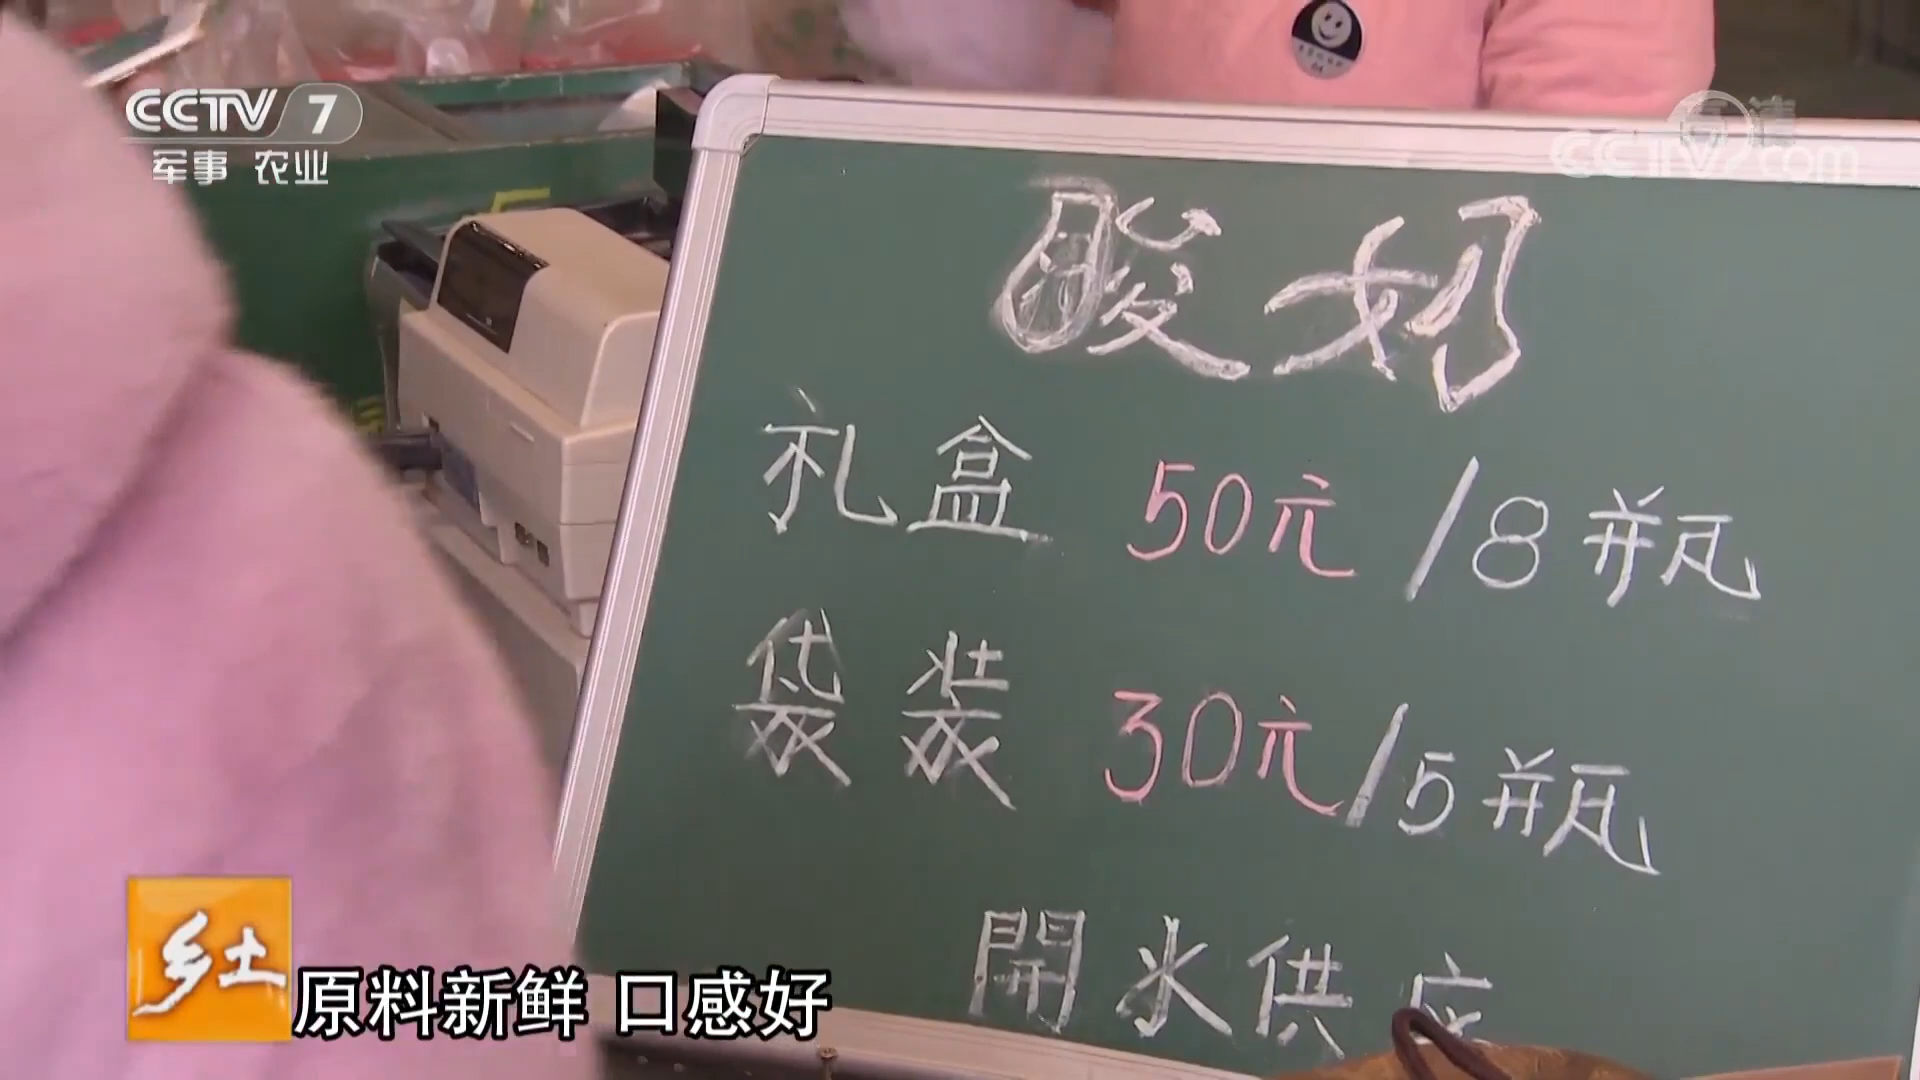 CCTV 7
军事 农业
CCTV.com
酸奶
礼盒 50元/8瓶
袋装 30元/5瓶
開水供应
乡土
原料新鲜 口感好